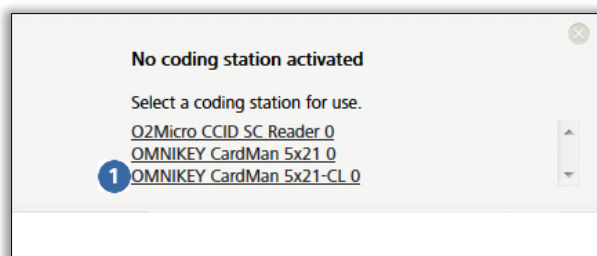 No coding station activated
Select a coding station for use.
O2Micro CCID SC Reader 0
OMNIKEY CardMan 5x21 0
1 OMNIKEY CardMan 5x21-CL 0